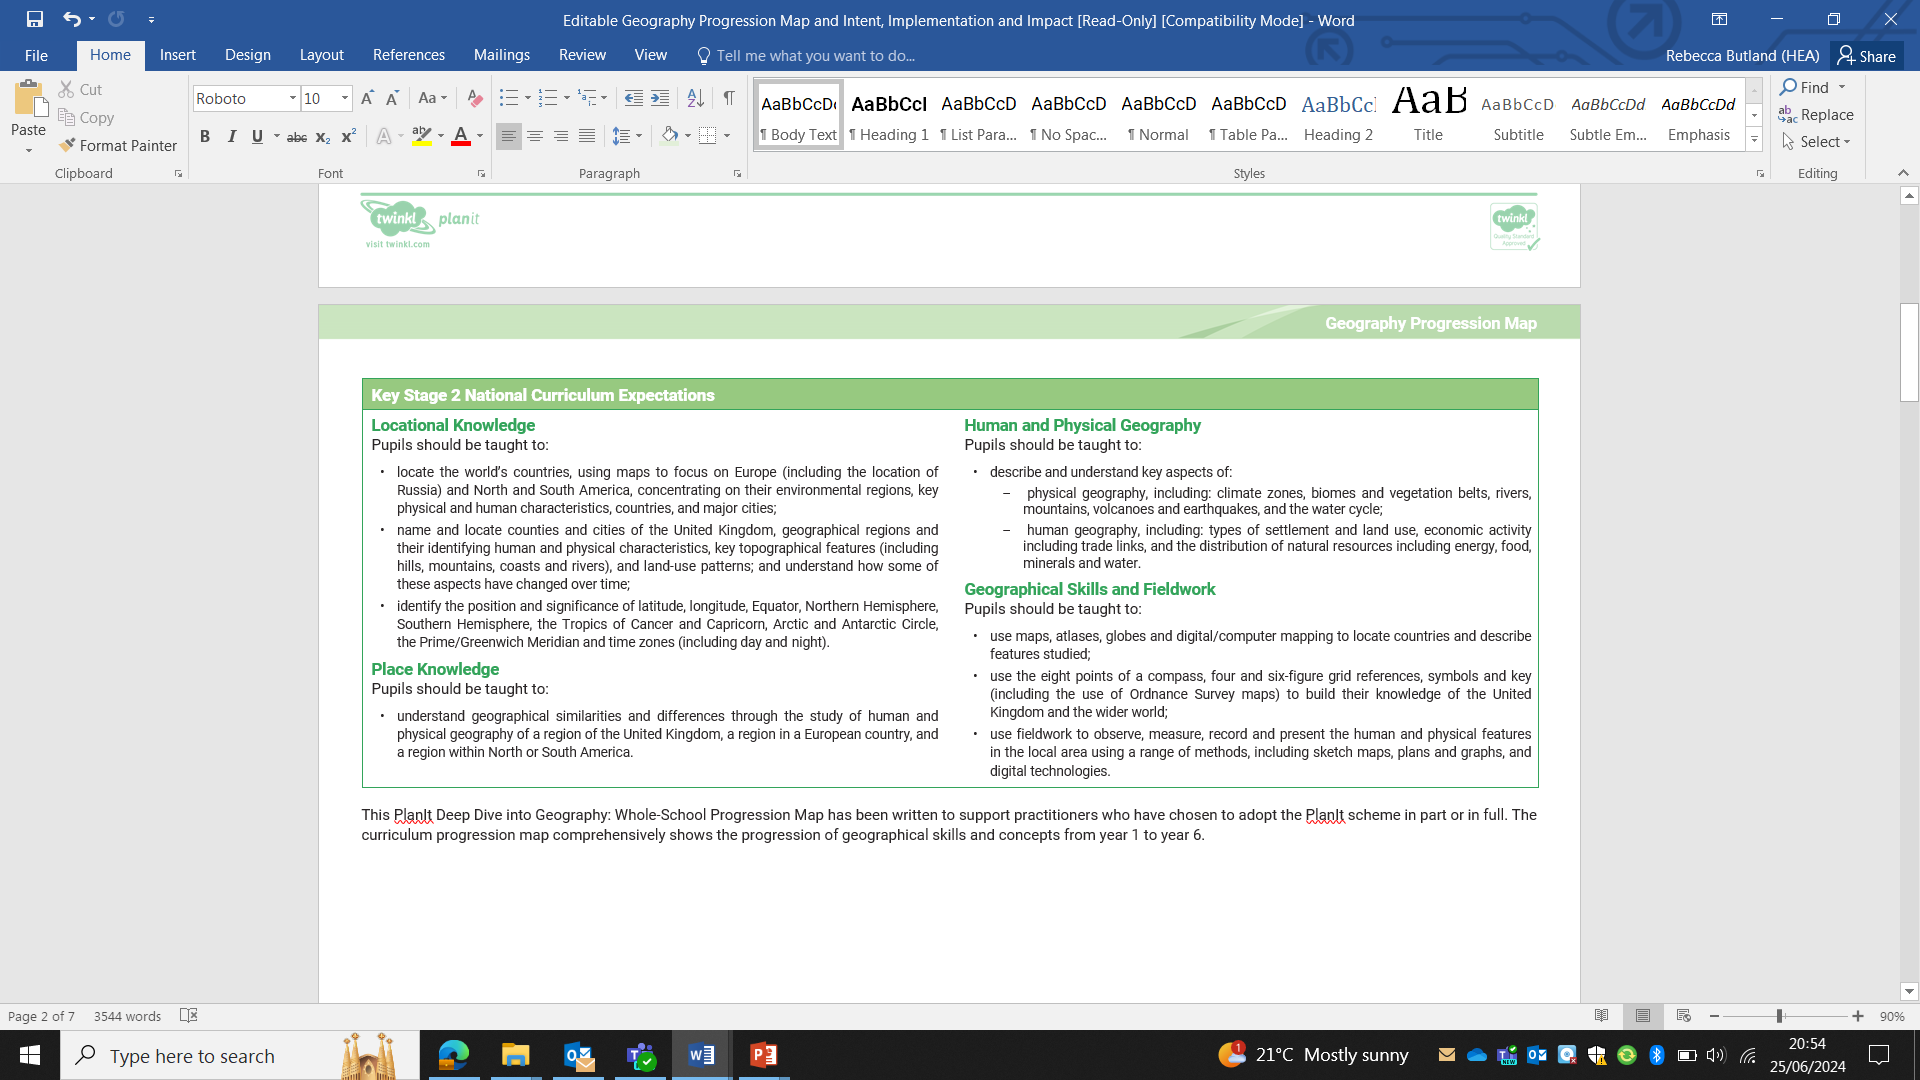 Editable Geography Progression Map and Intent, Implementation and Impact [Read-Only] [Compatibility Mode] - Word
File Home Insert Design Layout References Mailings Review View Tell me what you want to do... Rebecca Butland (HEA) Share
Paste
Cut
Copy
Format Painter
Clipboard
Roboto 10
Font
Paragraph
AaBbCcDc AaBbCcI AaBbCcD AaBbCcD AaBbCcD AaBbCcD AaBbCcI AaB AaBbCcD AaBbCcDd AaBbCcDd
¶ Body Text ¶ Heading 1 ¶ List Para... ¶ No Spac... ¶ Normal ¶ Table Pa... Heading 2 Title Subtitle Subtle Em... Emphasis
Styles
Find
Replace
Select
Editing
twinkl planit
visit twinkl.com
twinkl
Quality Standard
Approved
Geography Progression Map
Key Stage 2 National Curriculum Expectations
Locational Knowledge
Pupils should be taught to:
• locate the world's countries, using maps to focus on Europe (including the location of
Russia) and North and South America, concentrating on their environmental regions, key
physical and human characteristics, countries, and major cities;
• name and locate counties and cities of the United Kingdom, geographical regions and
their identifying human and physical characteristics, key topographical features (including
hills, mountains, coasts and rivers), and land-use patterns; and understand how some of
these aspects have changed over time;
• identify the position and significance of latitude, longitude, Equator, Northern Hemisphere,
Southern Hemisphere, the Tropics of Cancer and Capricorn, Arctic and Antarctic Circle,
the Prime/Greenwich Meridian and time zones (including day and night).
Place Knowledge
Pupils should be taught to:
• understand geographical similarities and differences through the study of human and
physical geography of a region of the United Kingdom, a region in a European country, and
a region within North or South America.
Human and Physical Geography
Pupils should be taught to:
• describe and understand key aspects of:
– physical geography, including: climate zones, biomes and vegetation belts, rivers,
mountains, volcanoes and earthquakes, and the water cycle;
– human geography, including: types of settlement and land use, economic activity
including trade links, and the distribution of natural resources including energy, food,
minerals and water.
Geographical Skills and Fieldwork
Pupils should be taught to:
• use maps, atlases, globes and digital/computer mapping to locate countries and describe
features studied;
• use the eight points of a compass, four and six-figure grid references, symbols and key
(including the use of Ordnance Survey maps) to build their knowledge of the United
Kingdom and the wider world;
• use fieldwork to observe, measure, record and present the human and physical features
in the local area using a range of methods, including sketch maps, plans and graphs, and
digital technologies.
This PlanIt Deep Dive into Geography: Whole-School Progression Map has been written to support practitioners who have chosen to adopt the PlanIt scheme in part or in full. The
curriculum progression map comprehensively shows the progression of geographical skills and concepts from year 1 to year 6.
Page 2 of 7 3544 words 90%
Type here to search 21°C Mostly sunny 20:54
25/06/2024